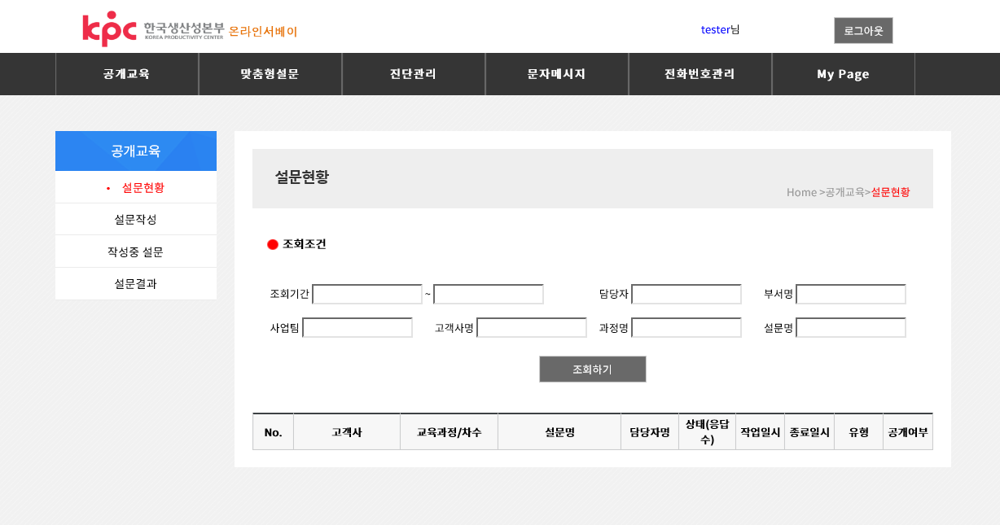 kpc 한국생산성본부 KOREA PRODUCTIVITY CENTER 온라인서베이
tester님
로그아웃
공개교육 맞춤형설문 진단관리 문자메시지 전화번호관리 My Page
공개교육
• 설문현황
설문작성
작성중 설문
설문결과
설문현황
Home >공개교육>설문현황
조회조건
조회기간 ~ 담당자 부서명
사업팀 고객사명 과정명 설문명
조회하기
No. 고객사 교육과정/차수 설문명 담당자명 상태(응답수) 작업일시 종료일시 유형 공개여부